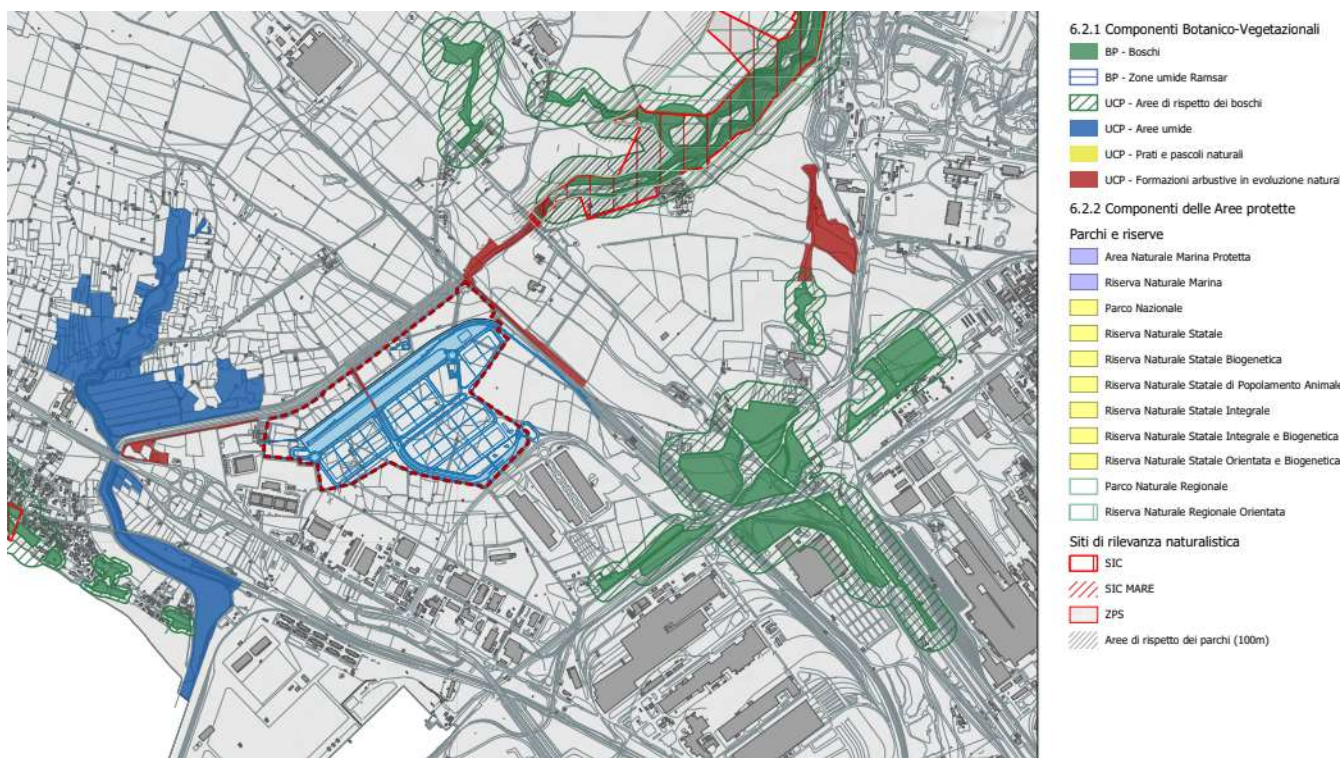 6.2.1 Componenti Botanico-Vegetazionali
BP - Boschi
BP - Zone umide Ramsar
UCP - Aree di rispetto dei boschi
UCP - Aree umide
UCP - Prati e pascoli naturali
UCP - Formazioni arbustive in evoluzione natural
6.2.2 Componenti delle Aree protette
Parchi e riserve
Area Naturale Marina Protetta
Riserva Naturale Marina
Parco Nazionale
Riserva Naturale Statale
Riserva Naturale Statale Biogenetica
Riserva Naturale Statale di Popolamento Animale
Riserva Naturale Statale Integrale
Riserva Naturale Statale Integrale e Biogenetica
Riserva Naturale Statale Orientata e Biogenetica
Parco Naturale Regionale
Riserva Naturale Regionale Orientata
Siti di rilevanza naturalistica
SIC
SIC MARE
ZPS
Aree di rispetto dei parchi (100m)